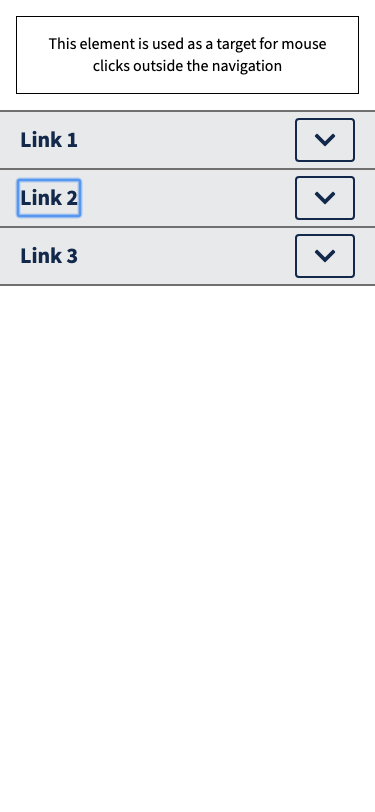 This element is used as a target for mouse
clicks outside the navigation
Link 1
Link 2
Link 3